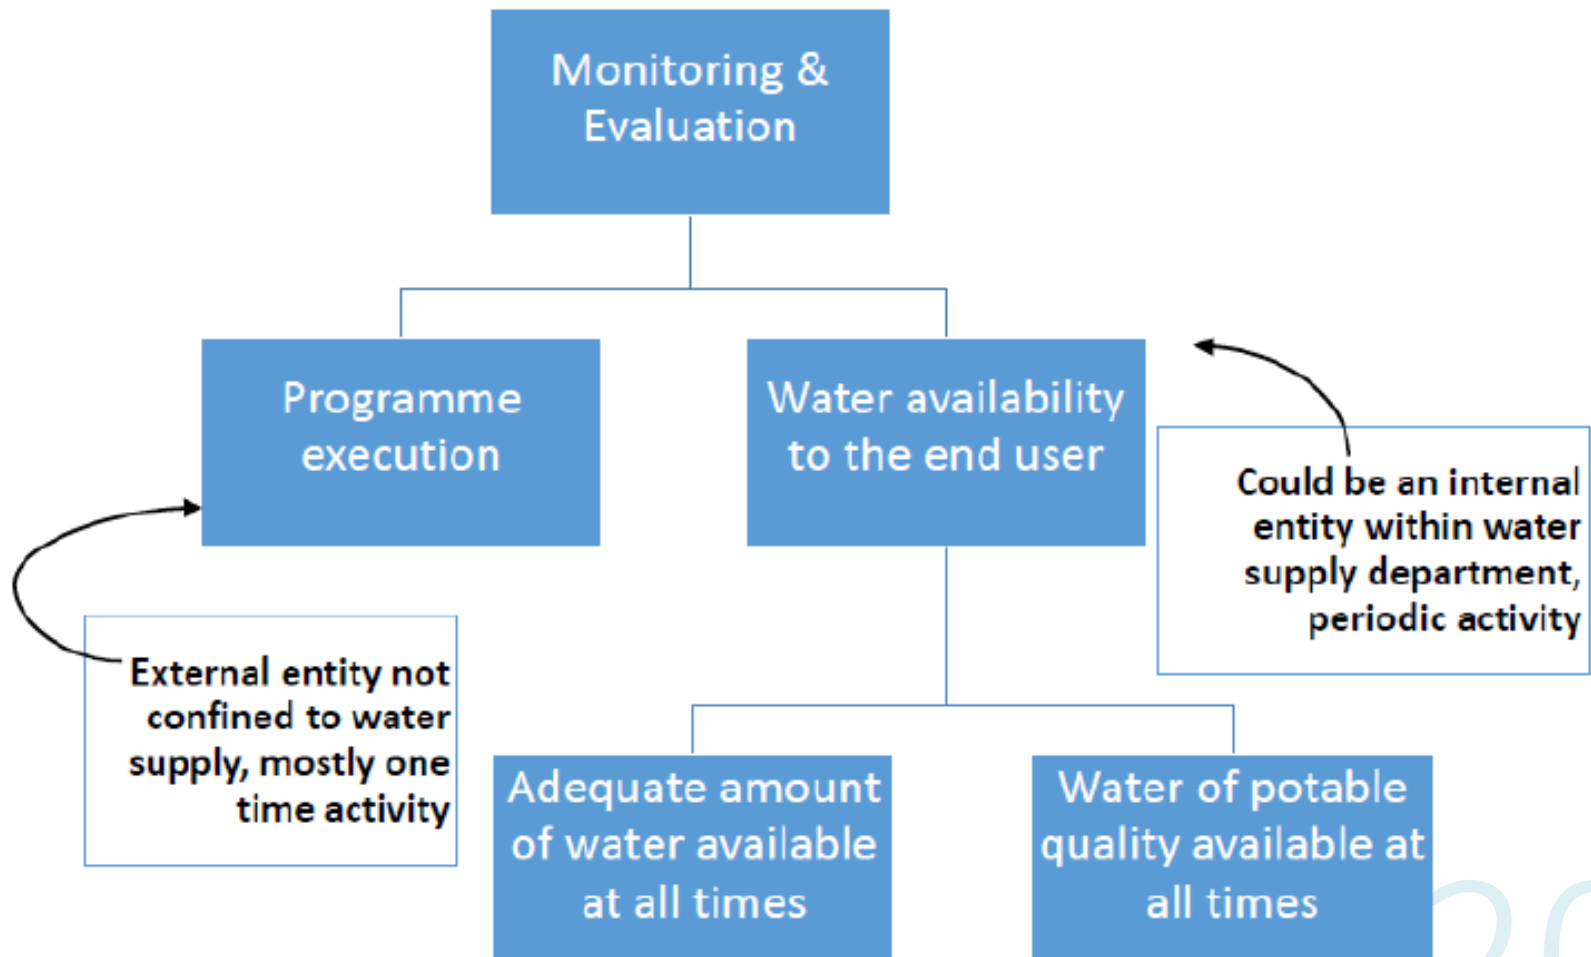 Monitoring &
Evaluation
Programme
execution
Water availability
to the end user
Could be an internal
entity within water
supply department,
periodic activity
External entity not
confined to water
supply, mostly one
time activity
Adequate amount
of water available
at all times
Water of potable
quality available at
all times